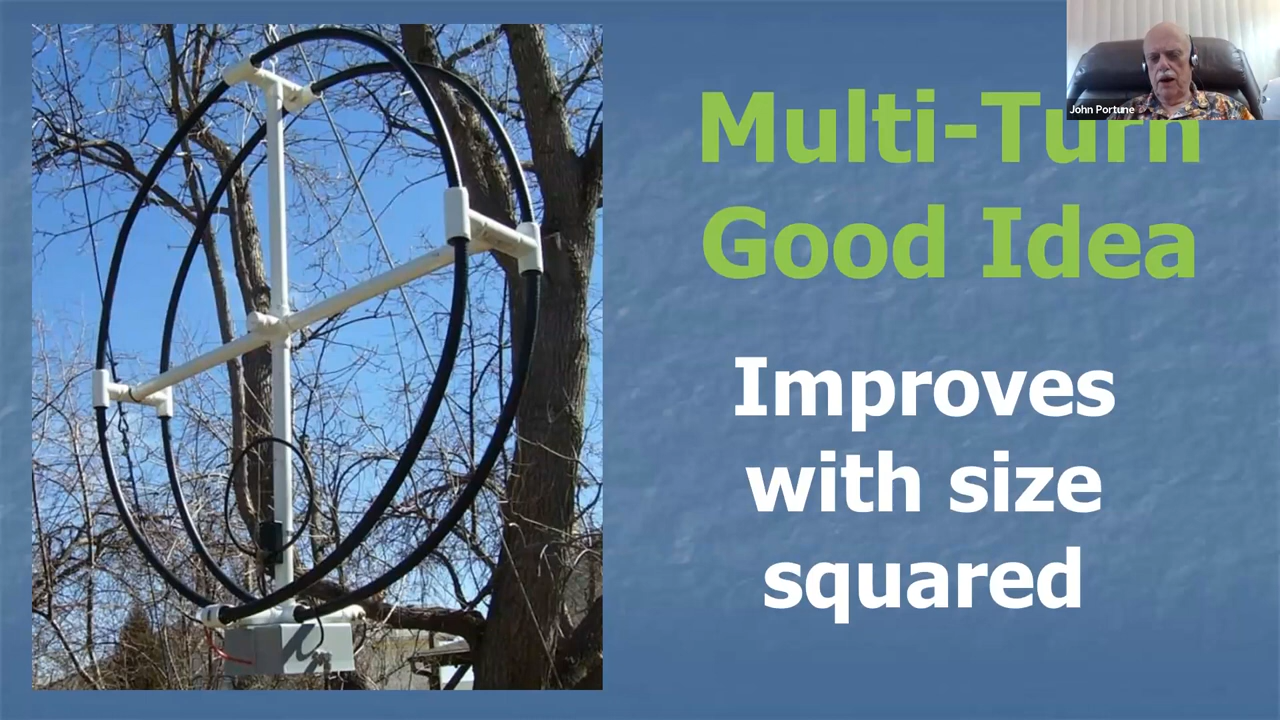 Multi-Turn
Good Idea
Improves
with size
squared
John Portune